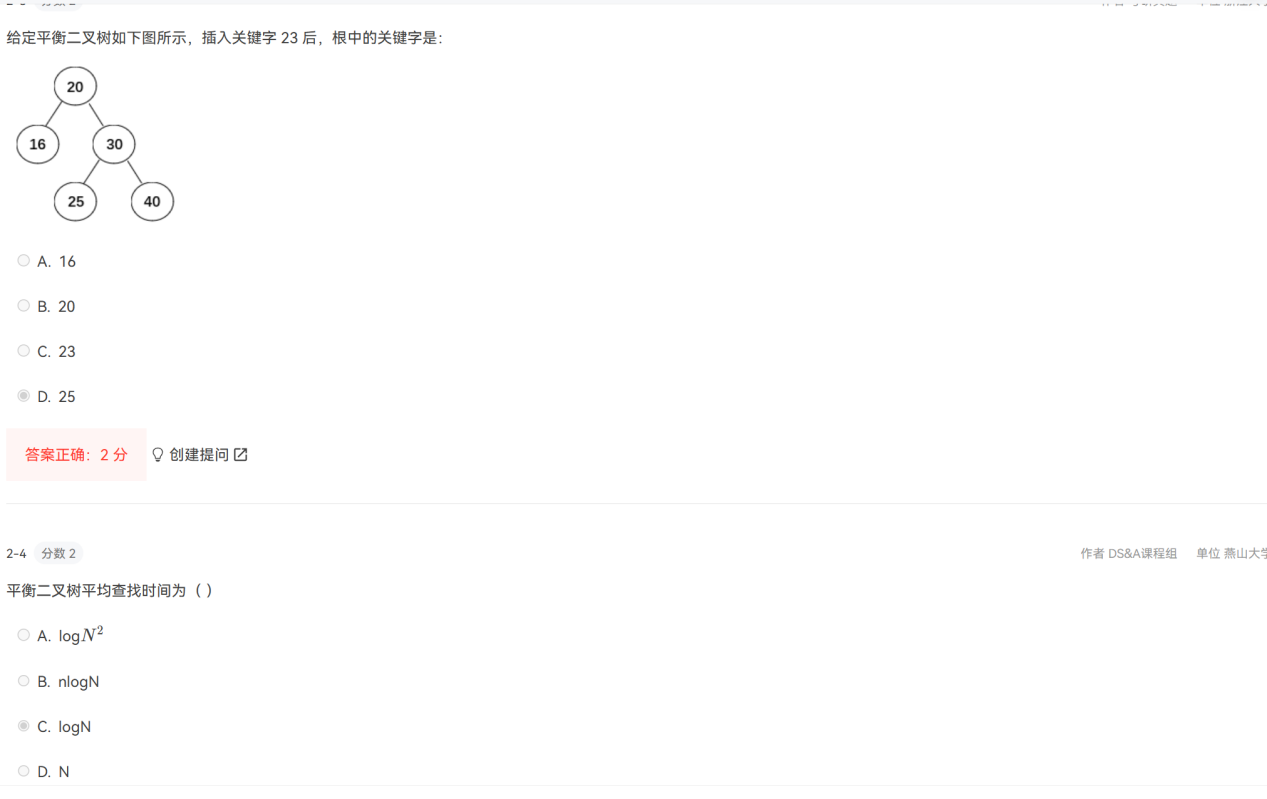 给定平衡二叉树如下图所示，插入关键字 23 后，根中的关键字是：
20
16
30
25
40
A. 16
B. 20
C. 23
D. 25
答案正确：2 分
创建提问
2-4 分数 2 作者 DS&A课程组 单位 燕山大学
平衡二叉树平均查找时间为（ ）
A. logN²
B. nlogN
C. logN
D. N